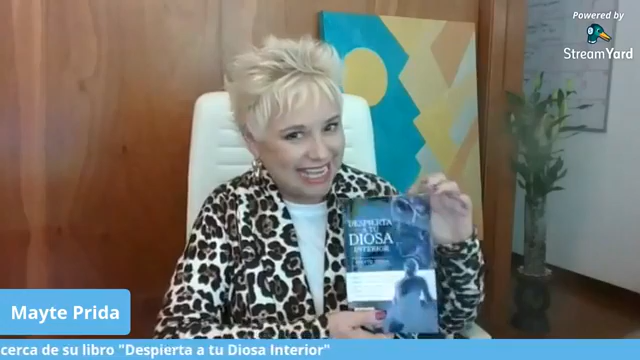 Powered by
StreamYard
DESPIERTA
A TU
DIOSA
INTERIOR
Mayte Prida
cerca de su libro "Despierta a tu Diosa Interior"